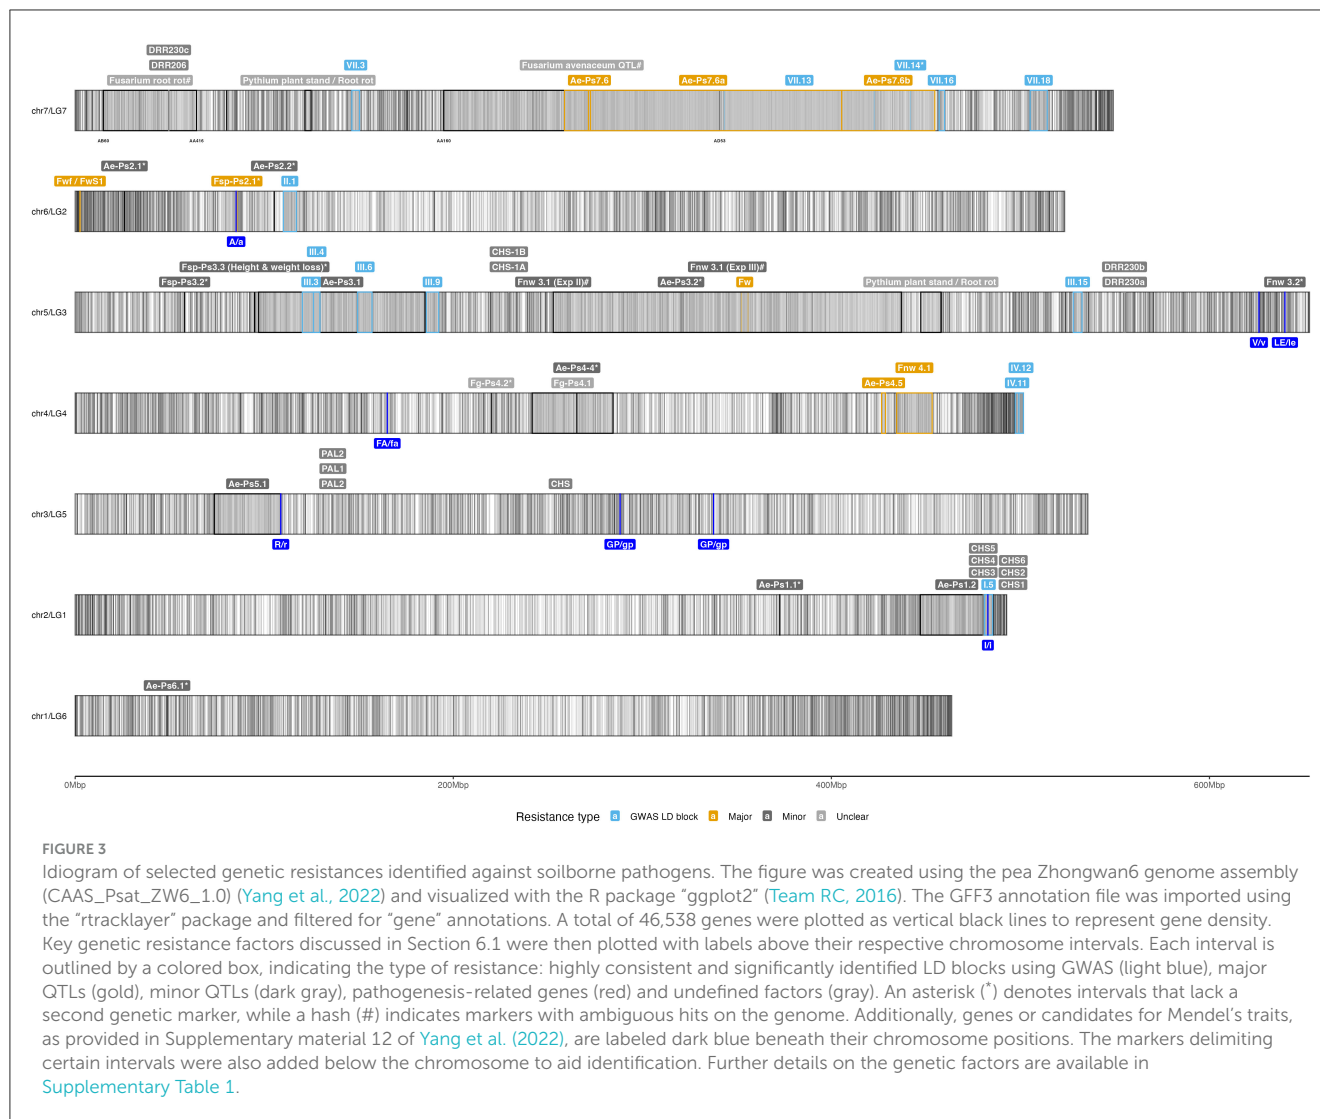 DRR230c
DRR206
VII.3
Fusarium avenaceum QTL#
VII.14*
Fusarium root rot#
Pythium plant stand / Root rot
Ae-Ps7.6
Ae-Ps7.6a
VII.13
Ae-Ps7.6b
VII.16
VII.18
chr7/LG7
AB60
AA416
AA160
AD53
Ae-Ps2.1*
Ae-Ps2.2*
Fwf / FwS1
Fsp-Ps2.1*
II.1
chr6/LG2
A/a
III.4
CHS-1B
Fsp-Ps3.3 (Height & weight loss)*
III.6
CHS-1A
Fnw 3.1 (Exp III)#
DRR230b
Fsp-Ps3.2*
III.3
Ae-Ps3.1
III.9
Fnw 3.1 (Exp II)#
Ae-Ps3.2*
Fw
Pythium plant stand / Root rot
III.15
DRR230a
Fnw 3.2*
chr5/LG3
V/v
LE/le
Ae-Ps4-4*
Fnw 4.1
IV.12
Fg-Ps4.2*
Fg-Ps4.1
Ae-Ps4.5
IV.11
chr4/LG4
FA/fa
PAL2
PAL1
Ae-Ps5.1
PAL2
CHS
chr3/LG5
R/r
GP/gp
GP/gp
CHS5
CHS4
CHS6
CHS3
CHS2
Ae-Ps1.1*
Ae-Ps1.2
I.5
CHS1
chr2/LG1
I/i
Ae-Ps6.1*
chr1/LG6
0Mbp
200Mbp
400Mbp
600Mbp
Resistance type a GWAS LD block a Major a Minor a Unclear
FIGURE 3
Idiogram of selected genetic resistances identified against soilborne pathogens. The figure was created using the pea Zhongwan6 genome assembly
(CAAS_Psat_ZW6_1.0) (Yang et al., 2022) and visualized with the R package “ggplot2” (Team RC, 2016). The GFF3 annotation file was imported using
the “rtracklayer” package and filtered for “gene” annotations. A total of 46,538 genes were plotted as vertical black lines to represent gene density.
Key genetic resistance factors discussed in Section 6.1 were then plotted with labels above their respective chromosome intervals. Each interval is
outlined by a colored box, indicating the type of resistance: highly consistent and significantly identified LD blocks using GWAS (light blue), major
QTLs (gold), minor QTLs (dark gray), pathogenesis-related genes (red) and undefined factors (gray). An asterisk (*) denotes intervals that lack a
second genetic marker, while a hash (#) indicates markers with ambiguous hits on the genome. Additionally, genes or candidates for Mendel’s traits,
as provided in Supplementary material 12 of Yang et al. (2022), are labeled dark blue beneath their chromosome positions. The markers delimiting
certain intervals were also added below the chromosome to aid identification. Further details on the genetic factors are available in
Supplementary Table 1.